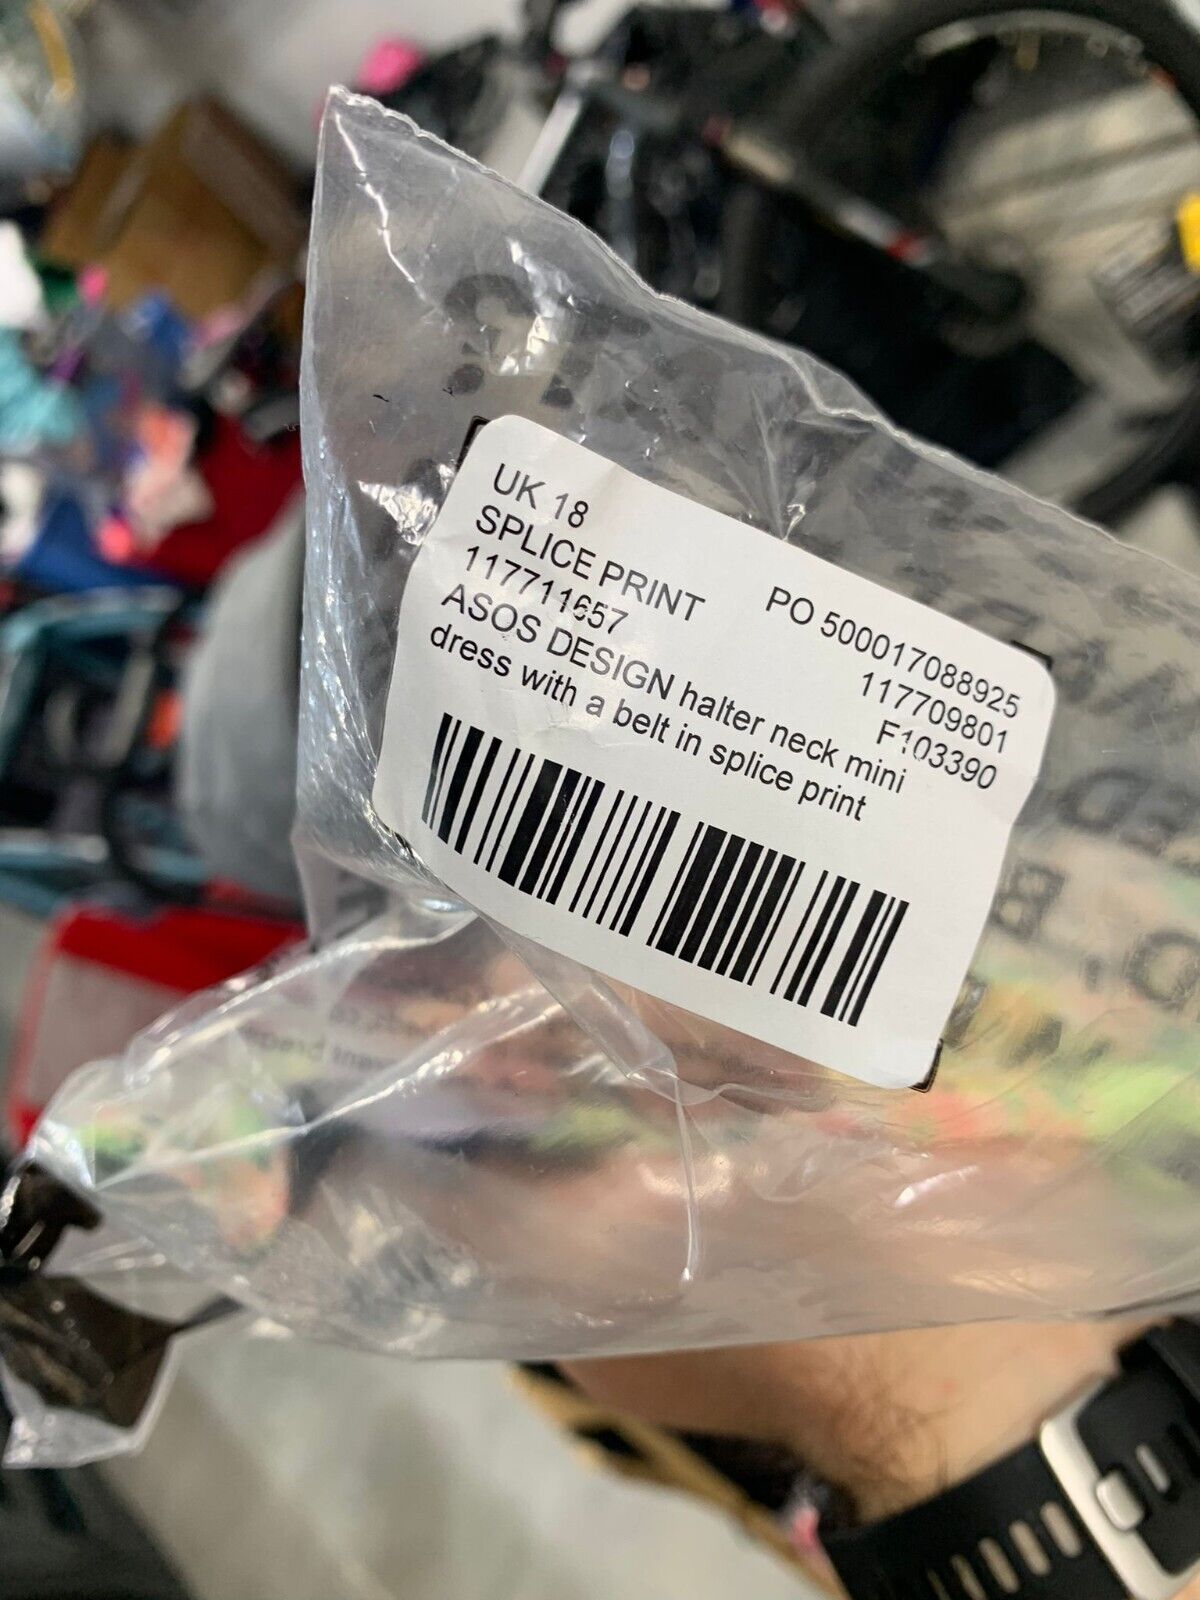 UK 18
SPLICE PRINT
PO 500017088925
117711657
117709801
F103390
ASOS DESIGN halter neck mini
dress with a belt in splice print